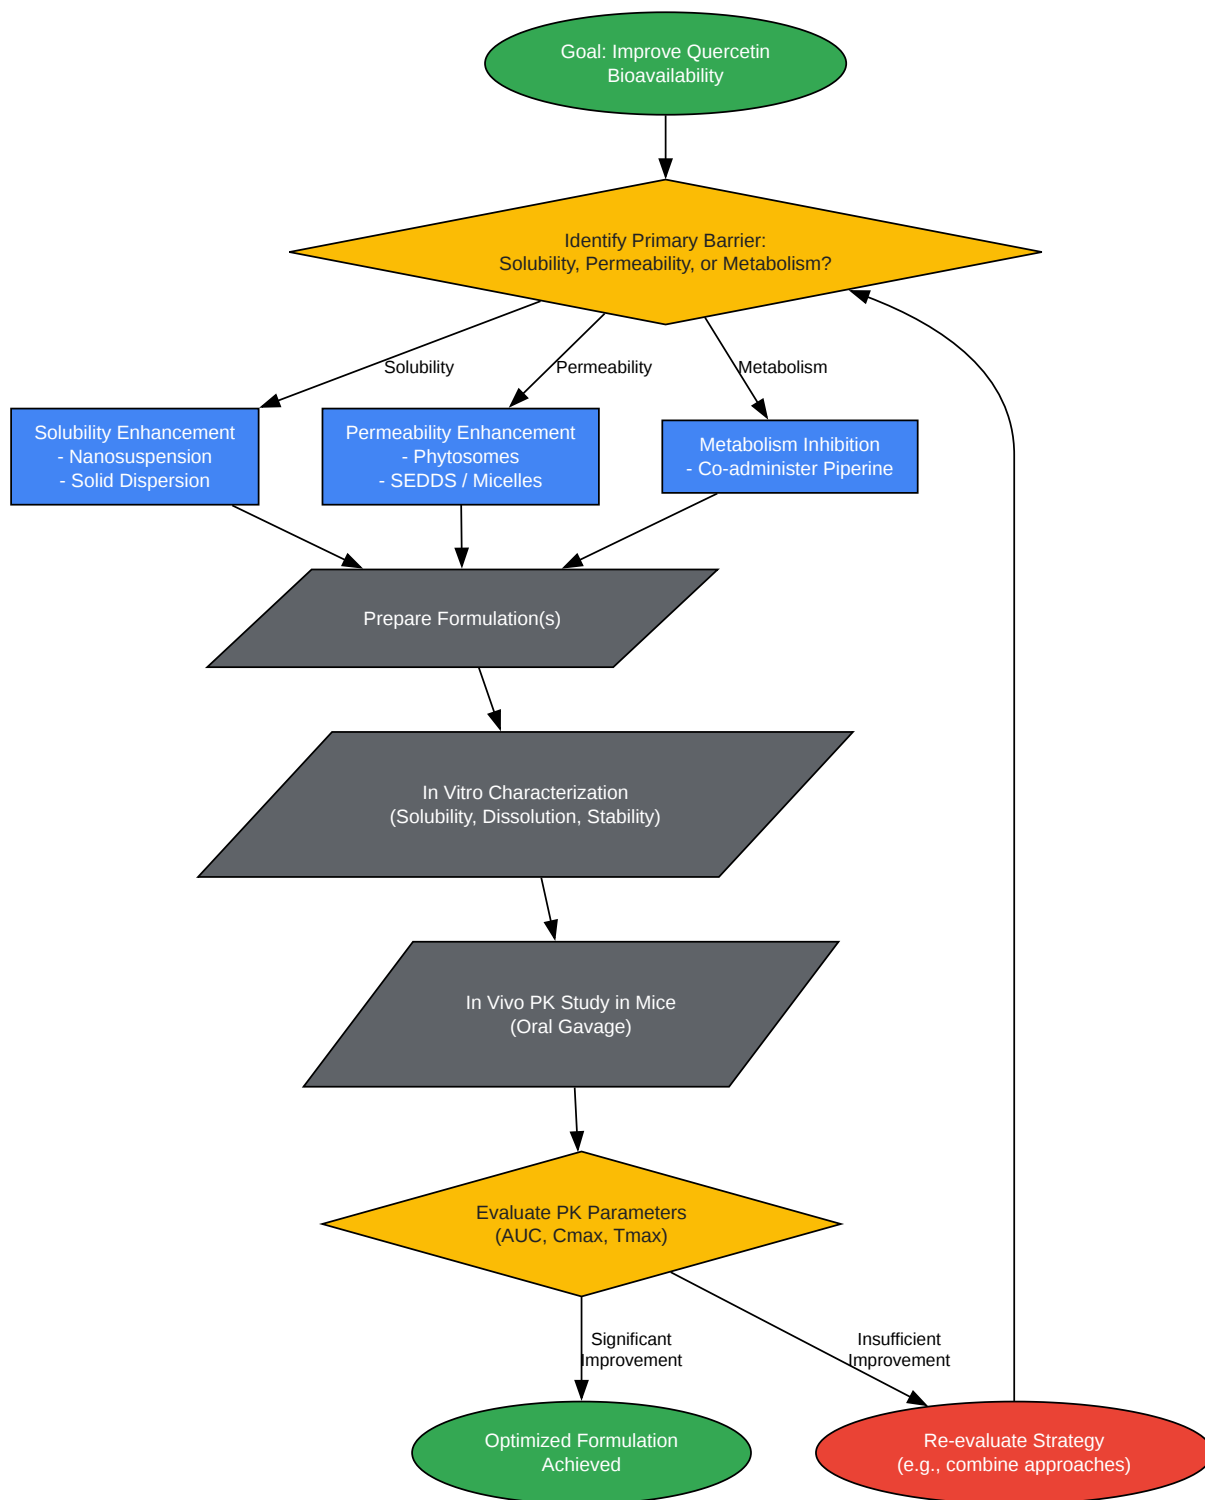 Goal: Improve Quercetin
Bioavailability
Identify Primary Barrier:
Solubility, Permeability, or Metabolism?
Solubility
Permeability
Metabolism
Solubility Enhancement
- Nanosuspension
- Solid Dispersion
Permeability Enhancement
- Phytosomes
- SEDDS / Micelles
Metabolism Inhibition
- Co-administer Piperine
Prepare Formulation(s)
In Vitro Characterization
(Solubility, Dissolution, Stability)
In Vivo PK Study in Mice
(Oral Gavage)
Evaluate PK Parameters
(AUC, Cmax, Tmax)
Significant
Improvement
Insufficient
Improvement
Optimized Formulation
Achieved
Re-evaluate Strategy
(e.g., combine approaches)